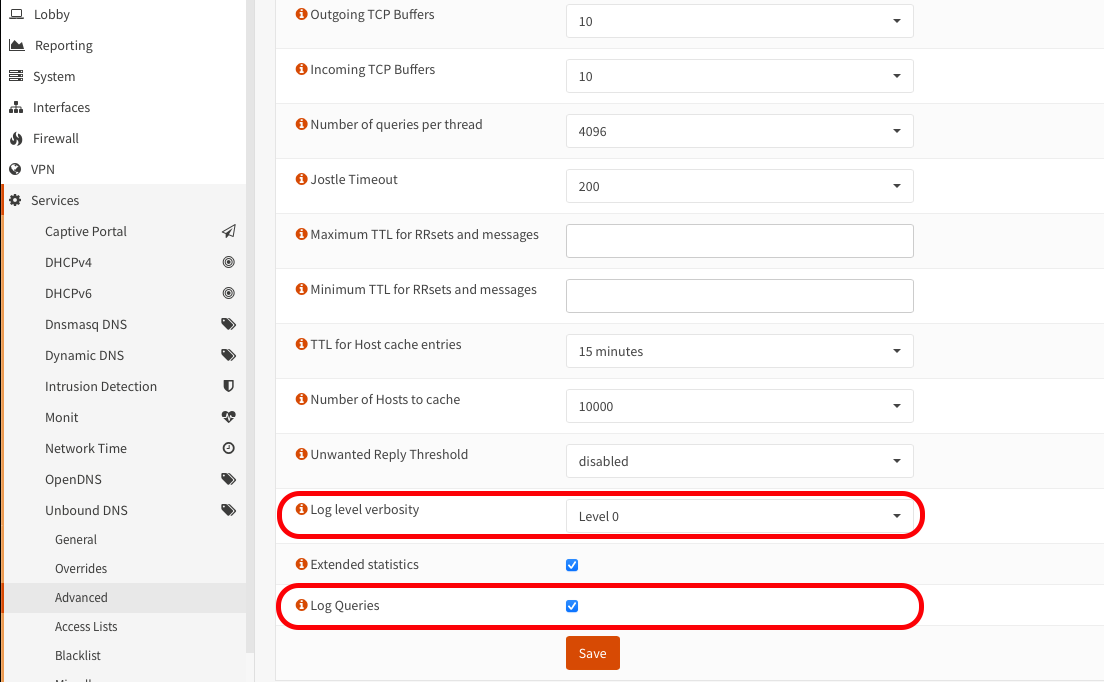 Lobby
Reporting
System
Interfaces
Firewall
VPN
Services
Captive Portal
DHCPv4
DHCPv6
Dnsmasq DNS
Dynamic DNS
Intrusion Detection
Monit
Network Time
OpenDNS
Unbound DNS
General
Overrides
Advanced
Access Lists
Blacklist
Outgoing TCP Buffers 10
Incoming TCP Buffers 10
Number of queries per thread 4096
Jostle Timeout 200
Maximum TTL for RRsets and messages
Minimum TTL for RRsets and messages
TTL for Host cache entries 15 minutes
Number of Hosts to cache 10000
Unwanted Reply Threshold disabled
Log level verbosity Level 0
Extended statistics
Log Queries
Save